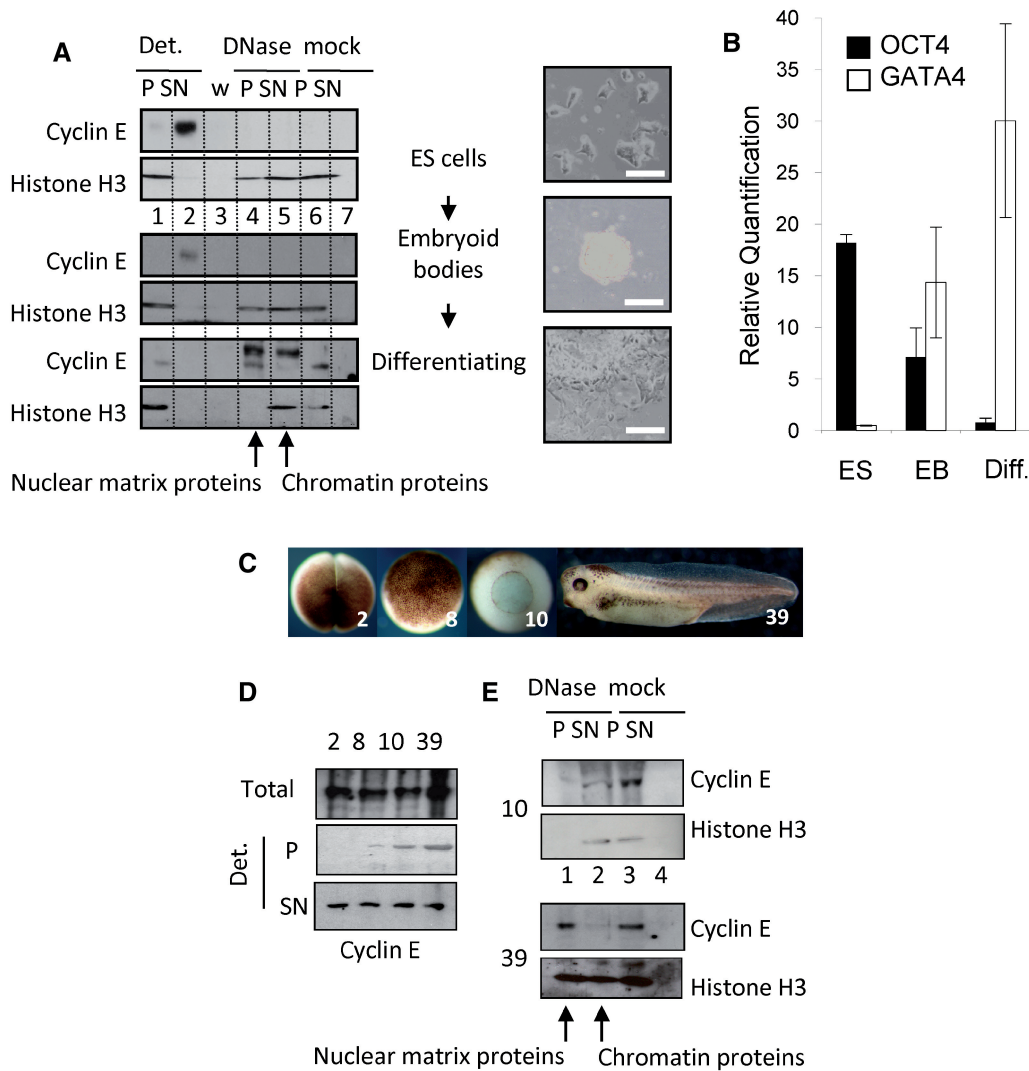 A
Det. DNase mock
P SN w P SN P SN
Cyclin E
Histone H3
1 2 3 4 5 6 7
Cyclin E
Histone H3
Cyclin E
Histone H3
Nuclear matrix proteins Chromatin proteins
ES cells
Embryoid
bodies
Differentiating
B
OCT4
GATA4
Relative Quantification
40
35
30
25
20
15
10
5
0
ES EB Diff.
C
2 8 10 39
D
2 8 10 39
Total
Det.
P
SN
Cyclin E
E
DNase mock
P SN P SN
10
Cyclin E
Histone H3
1 2 3 4
39
Cyclin E
Histone H3
Nuclear matrix proteins Chromatin proteins